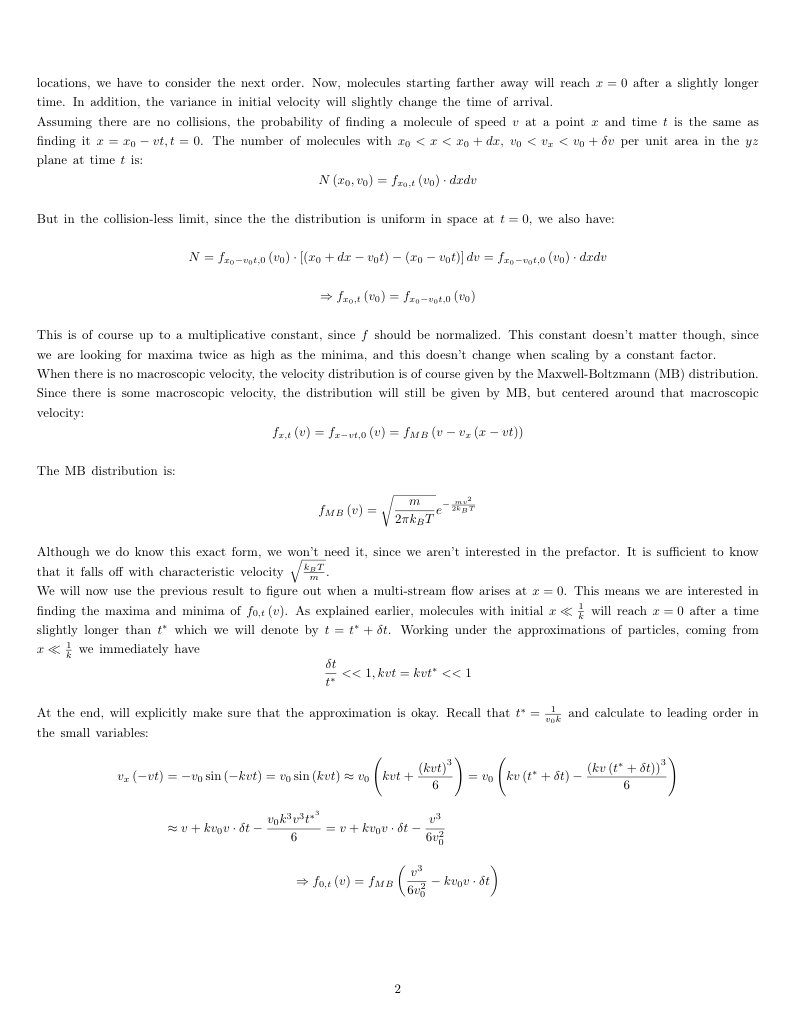 locations, we have to consider the next order. Now, molecules starting farther away will reach x = 0 after a slightly longer
time. In addition, the variance in initial velocity will slightly change the time of arrival.
Assuming there are no collisions, the probability of finding a molecule of speed v at a point x and time t is the same as
finding it x = x₀ − vt, t = 0. The number of molecules with x₀ < x < x₀ + dx, v₀ < vₓ < v₀ + δv per unit area in the yz
plane at time t is:
N (x₀, v₀) = f_{x₀,t} (v₀) · dxdv
But in the collision-less limit, since the the distribution is uniform in space at t = 0, we also have:
N = f_{x₀−v₀t,0} (v₀) · [(x₀ + dx − v₀t) − (x₀ − v₀t)] dv = f_{x₀−v₀t,0} (v₀) · dxdv
⇒ f_{x₀,t} (v₀) = f_{x₀−v₀t,0} (v₀)
This is of course up to a multiplicative constant, since f should be normalized. This constant doesn't matter though, since
we are looking for maxima twice as high as the minima, and this doesn't change when scaling by a constant factor.
When there is no macroscopic velocity, the velocity distribution is of course given by the Maxwell-Boltzmann (MB) distribution.
Since there is some macroscopic velocity, the distribution will still be given by MB, but centered around that macroscopic
velocity:
f_{x,t} (v) = f_{x−vt,0} (v) = f_{MB} (v − vₓ (x − vt))
The MB distribution is:
f_{MB} (v) = \sqrt{\frac{m}{2πk_BT}} e^{−\frac{mv²}{2k_BT}}
Although we do know this exact form, we won't need it, since we aren't interested in the prefactor. It is sufficient to know
that it falls off with characteristic velocity \sqrt{\frac{k_BT}{m}}.
We will now use the previous result to figure out when a multi-stream flow arises at x = 0. This means we are interested in
finding the maxima and minima of f_{0,t} (v). As explained earlier, molecules with initial x ≪ \frac{1}{k} will reach x = 0 after a time
slightly longer than t* which we will denote by t = t* + δt. Working under the approximations of particles, coming from
x ≪ \frac{1}{k} we immediately have
\frac{δt}{t*} << 1, kvt = kvt* << 1
At the end, will explicitly make sure that the approximation is okay. Recall that t* = \frac{1}{v₀k} and calculate to leading order in
the small variables:
vₓ (−vt) = −v₀ sin (−kvt) = v₀ sin (kvt) ≈ v₀ (kvt + \frac{(kvt)³}{6}) = v₀ (kv (t* + δt) − \frac{(kv (t* + δt))³}{6})
≈ v + kv₀v · δt − \frac{v₀k³v³t*³}{6} = v + kv₀v · δt − \frac{v³}{6v₀²}
⇒ f_{0,t} (v) = f_{MB} (\frac{v³}{6v₀²} − kv₀v · δt)
2